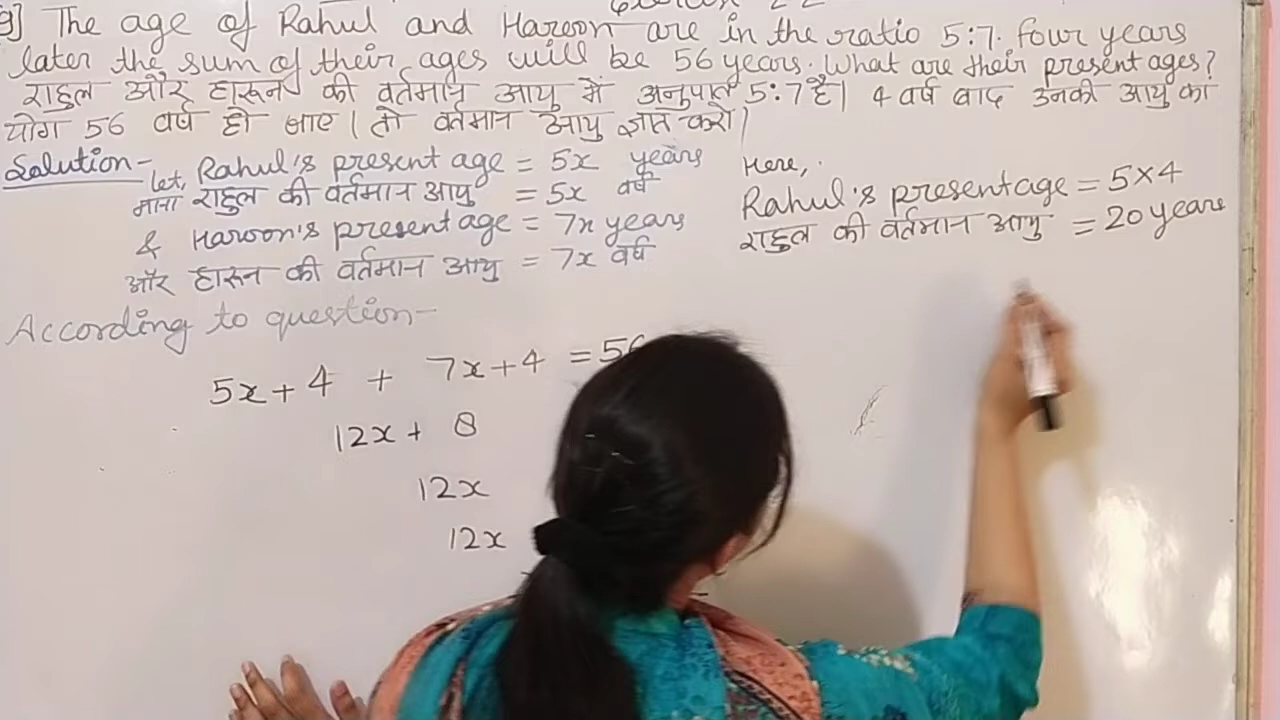 9] The age of Rahul and Haroon are in the ratio 5:7. four years
later the sum of their ages will be 56 years. What are their present ages?
राहुल और हारून की वर्तमान आयु में अनुपात 5:7 है। 4 वर्ष बाद उनकी आयु का
योग 56 वर्ष हो जाए। तो वर्तमान आयु ज्ञात करो।
Solution-
let, Rahul's present age = 5x years
माना राहुल की वर्तमान आयु = 5x वर्ष
& Haroon's present age = 7x years
ऑर हारून की वर्तमान आयु = 7x वर्ष
According to question-
5x+4 + 7x+4 = 56
12x + 8
12x
12x
Here,
Rahul's present age = 5×4
राहुल की वर्तमान आयु = 20 years